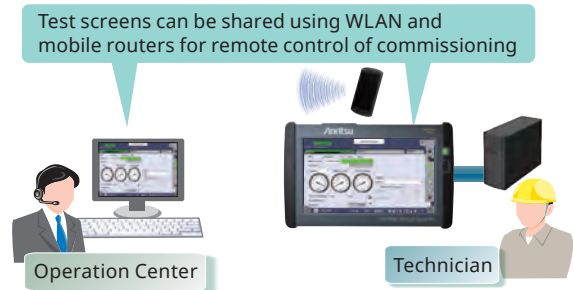 Test screens can be shared using WLAN and
mobile routers for remote control of commissioning
Anritsu
Operation Center
Technician